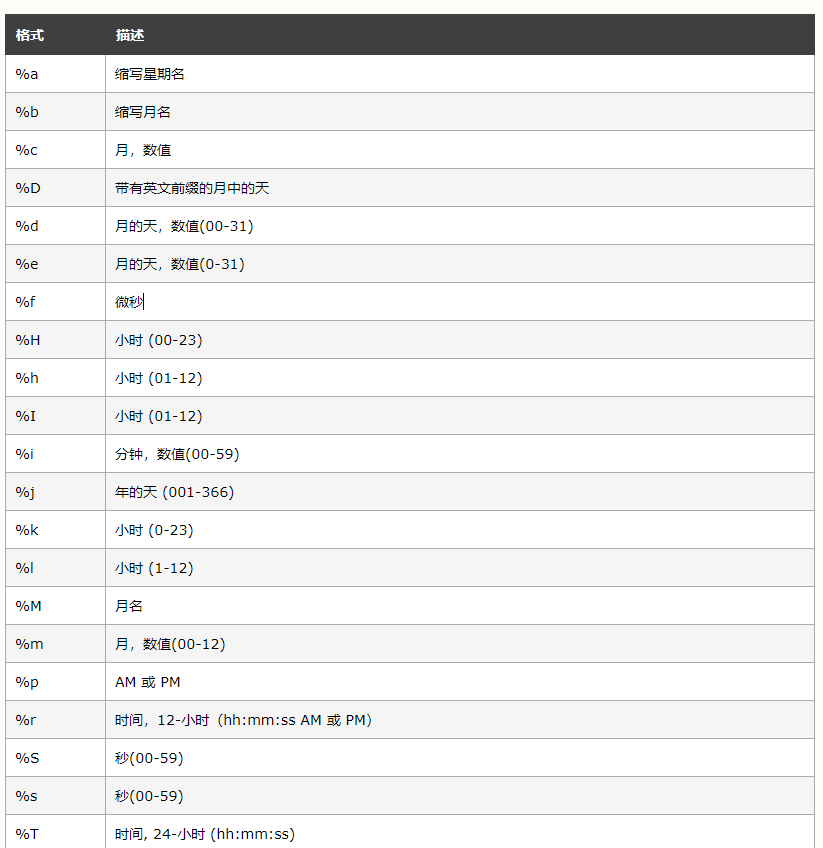 格式 描述
%a 缩写星期名
%b 缩写月名
%c 月，数值
%D 带有英文前缀的月中的天
%d 月的天，数值(00-31)
%e 月的天，数值(0-31)
%f 微秒
%H 小时 (00-23)
%h 小时 (01-12)
%I 小时 (01-12)
%i 分钟，数值(00-59)
%j 年的天 (001-366)
%k 小时 (0-23)
%l 小时 (1-12)
%M 月名
%m 月，数值(00-12)
%p AM 或 PM
%r 时间，12-小时（hh:mm:ss AM 或 PM）
%S 秒(00-59)
%s 秒(00-59)
%T 时间, 24-小时 (hh:mm:ss)